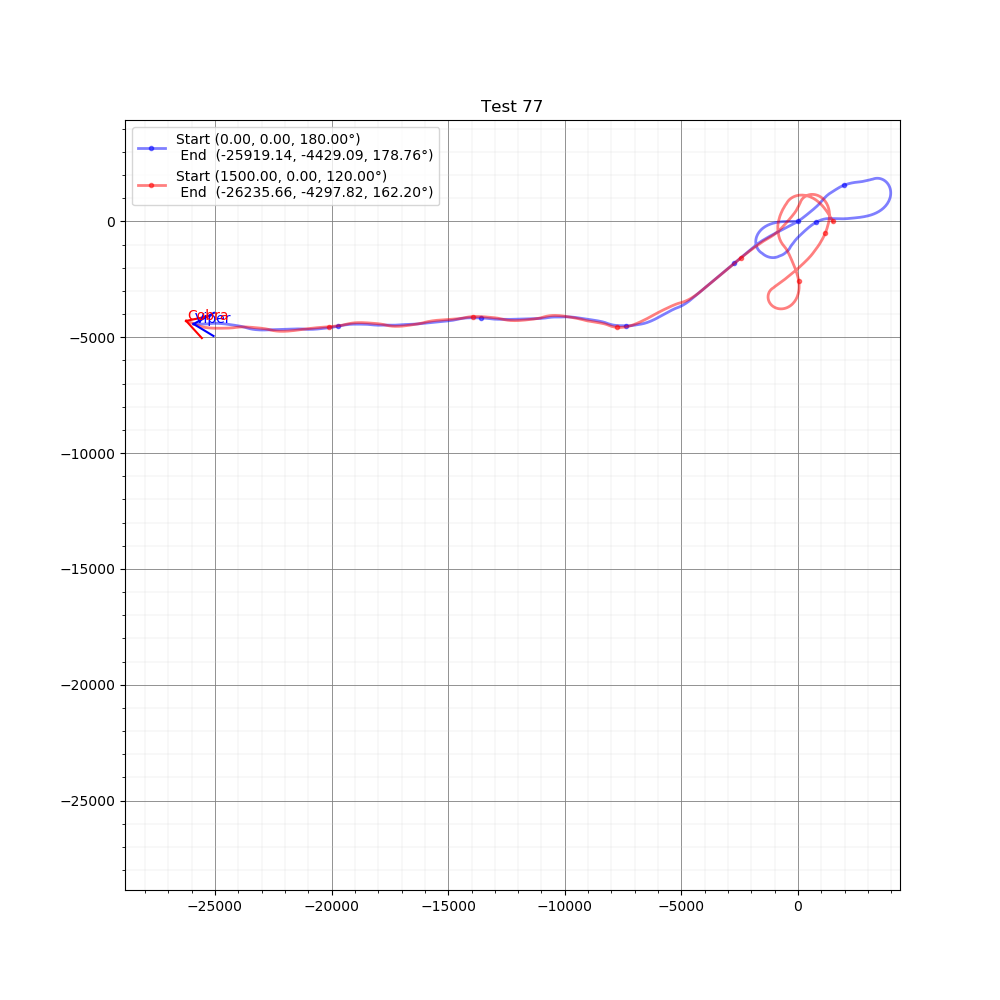 Test 77
Start (0.00, 0.00, 180.00°)
End (-25919.14, -4429.09, 178.76°)
Start (1500.00, 0.00, 120.00°)
End (-26235.66, -4297.82, 162.20°)
0
−5000
−10000
−15000
−20000
−25000
Cobra
Viper
−25000
−20000
−15000
−10000
−5000
0